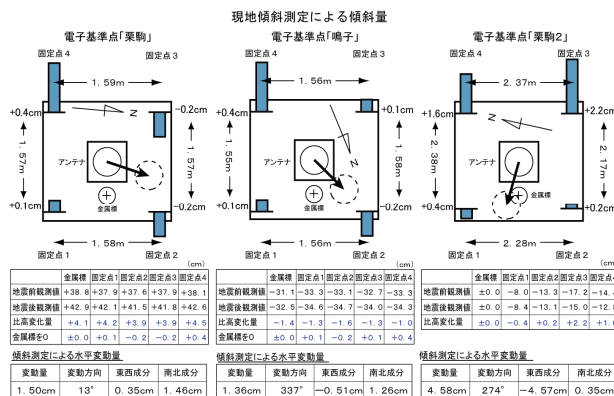 現地傾斜測定による傾斜量
電子基準点「栗駒」
固定点4
固定点3
1.59m
+0.4cm
-0.2cm
N
1.57m
1.57m
アンテナ
金属標
+0.1cm
-0.2cm
1.58m
固定点1
固定点2
(cm)
金属標 固定点1 固定点2 固定点3 固定点4
地震前観測値 +38.8 +37.9 +37.6 +37.9 +38.1
地震後観測値 +42.9 +42.1 +41.5 +41.8 +42.6
比高変化量 +4.1 +4.2 +3.9 +3.9 +4.5
金属標を0 ±0.0 +0.1 -0.2 -0.2 +0.4
傾斜測定による水平変動量
変動量 変動方向 東西成分 南北成分
1.50cm 13° 0.35cm 1.46cm
電子基準点「鳴子」
固定点4
固定点3
1.56m
+0.4cm
+0.1cm
N
1.55m
1.58m
アンテナ
金属標
+0.1cm
-0.2cm
1.56m
固定点1
固定点2
(cm)
金属標 固定点1 固定点2 固定点3 固定点4
地震前観測値 -31.1 -33.3 -33.1 -32.7 -33.3
地震後観測値 -32.5 -34.6 -34.7 -34.0 -34.3
比高変化量 -1.4 -1.3 -1.6 -1.3 -1.0
金属標を0 ±0.0 +0.1 -0.2 +0.1 +0.4
傾斜測定による水平変動量
変動量 変動方向 東西成分 南北成分
1.36cm 337° -0.51cm 1.26cm
電子基準点「栗駒2」
固定点4
固定点3
2.37m
+1.6cm
+2.2cm
N
2.38m
2.17m
アンテナ
金属標
+0.4cm
+0.2cm
2.28m
固定点1
固定点2
(cm)
金属標 固定点1 固定点2 固定点3 固定点4
地震前観測値 ±0.0 -8.0 -13.3 -17.2 -14.
地震後観測値 ±0.0 -8.4 -13.1 -15.0 -12.8
比高変化量 ±0.0 -0.4 +0.2 +2.2 +1.6
傾斜測定による水平変動量
変動量 変動方向 東西成分 南北成分
4.58cm 274° -4.57cm 0.35cm